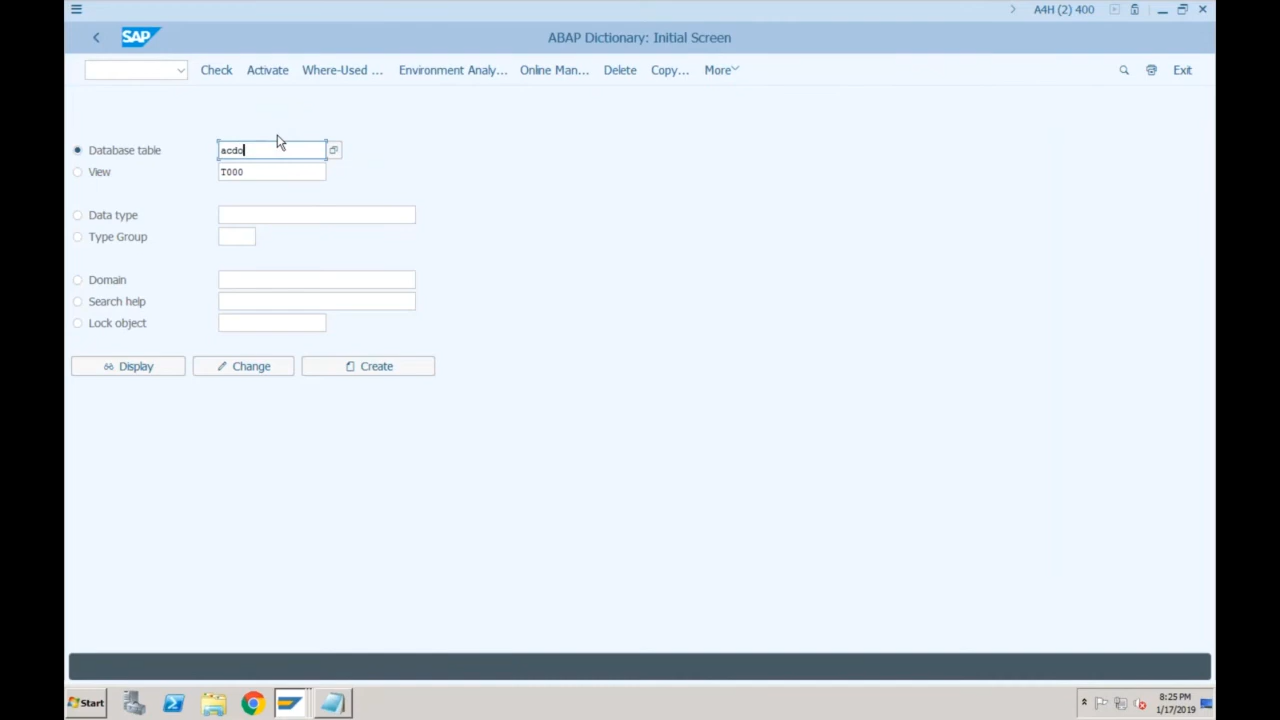 A4H (2) 400
SAP
ABAP Dictionary: Initial Screen
Check Activate Where-Used ... Environment Analy... Online Man... Delete Copy... More Exit
Database table acdo
View T000
Data type
Type Group
Domain
Search help
Lock object
Display Change Create
Start
8:25 PM
1/17/2019